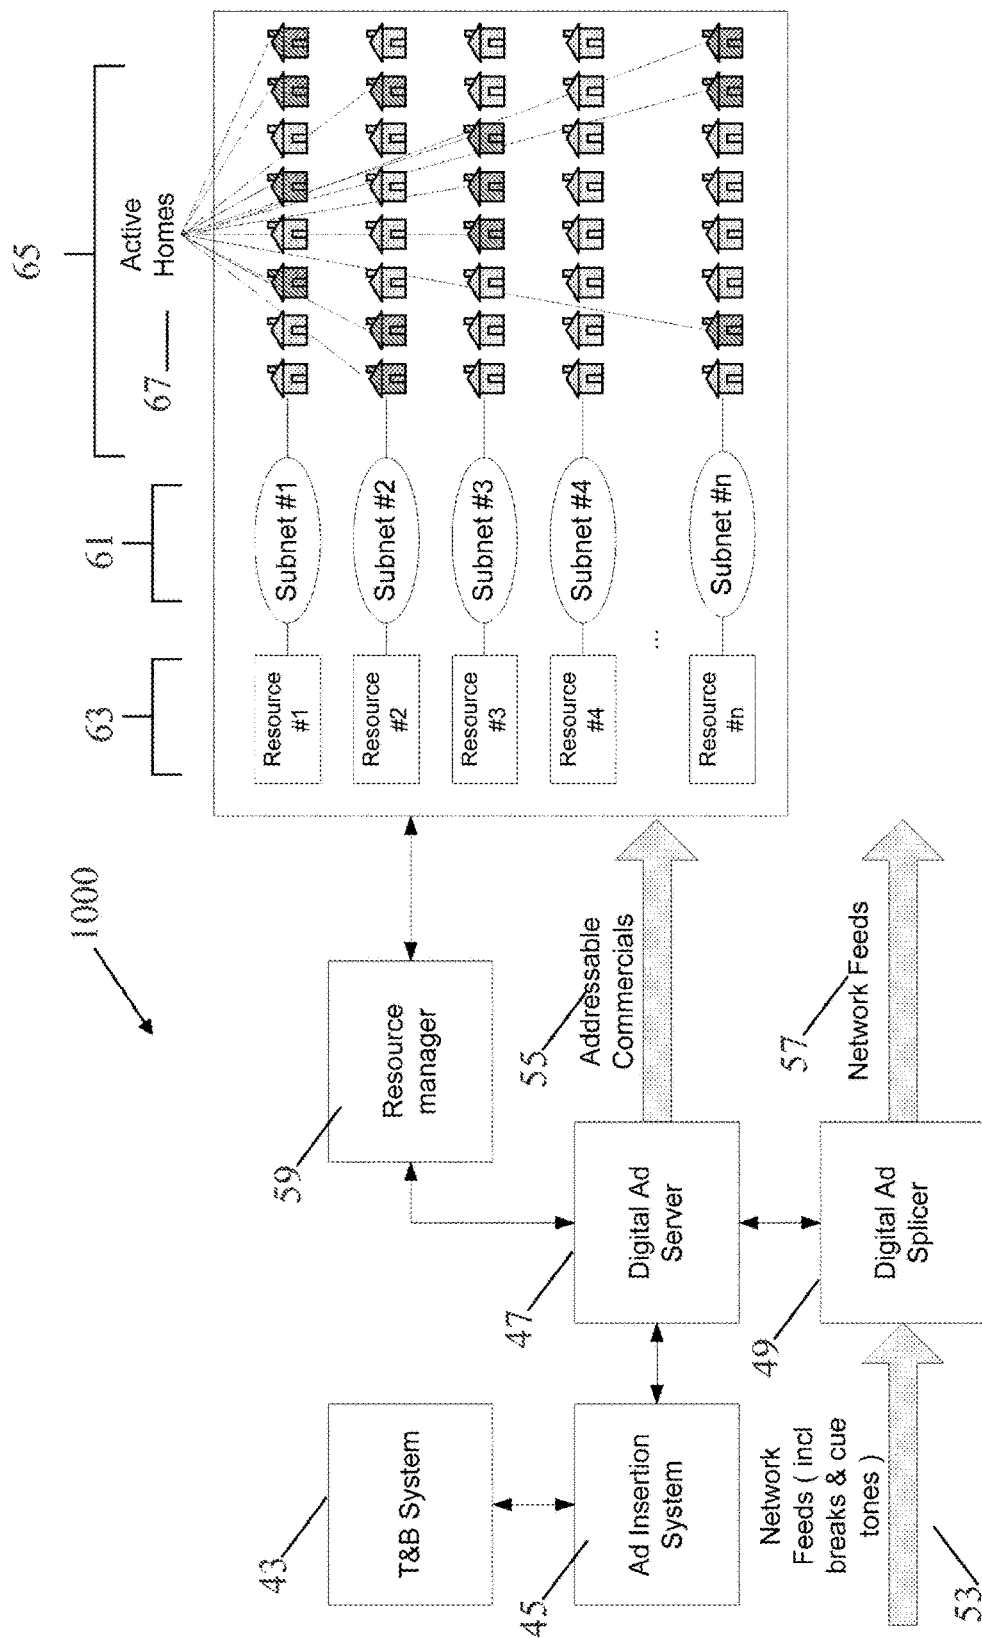 1000
43
T&B System
45
Ad Insertion
System
Network
Feeds ( incl
breaks & cue
tones )
53
59
Resource
manager
47
Digital Ad
Server
49
Digital Ad
Splicer
55
Addressable
Commercials
57
Network Feeds
63
61
65
67
Active
Homes
Resource
#1
Subnet #1
Resource
#2
Subnet #2
Resource
#3
Subnet #3
Resource
#4
Subnet #4
...
Resource
#n
Subnet #n